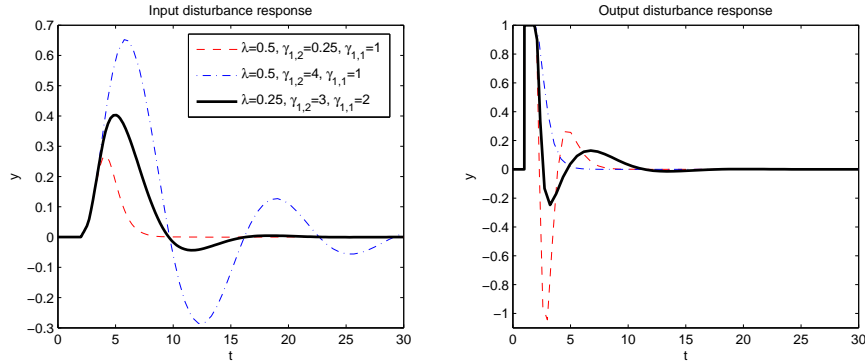 Input disturbance response
0.7
0.6
0.5
0.4
0.3
0.2
0.1
0
−0.1
−0.2
−0.3
y
λ=0.5, γ1,2=0.25, γ1,1=1
λ=0.5, γ1,2=4, γ1,1=1
λ=0.25, γ1,2=3, γ1,1=2
0 5 10 15 20 25 30
t
Output disturbance response
1
0.8
0.6
0.4
0.2
0
−0.2
−0.4
−0.6
−0.8
−1
y
0 5 10 15 20 25 30
t